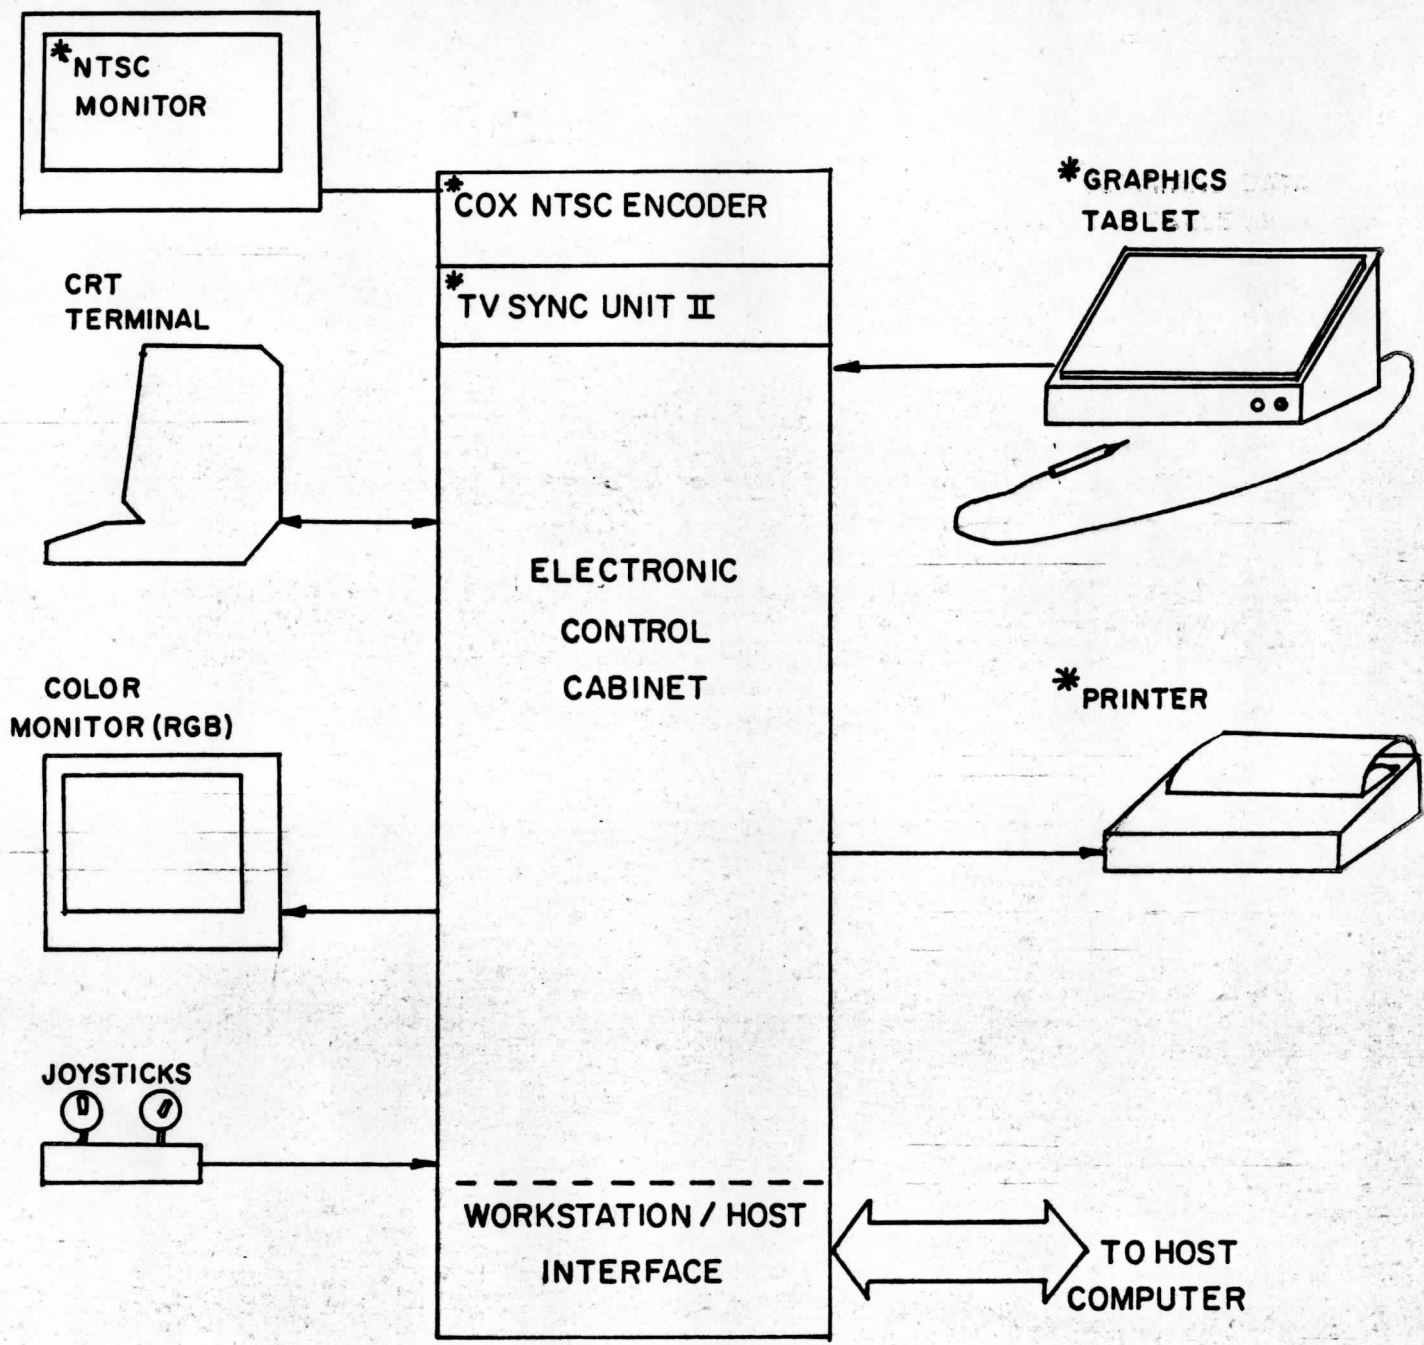 *NTSC
MONITOR
*COX NTSC ENCODER
*TV SYNC UNIT II
*GRAPHICS
TABLET
CRT
TERMINAL
ELECTRONIC
CONTROL
CABINET
COLOR
MONITOR (RGB)
*PRINTER
JOYSTICKS
WORKSTATION / HOST
INTERFACE
TO HOST
COMPUTER